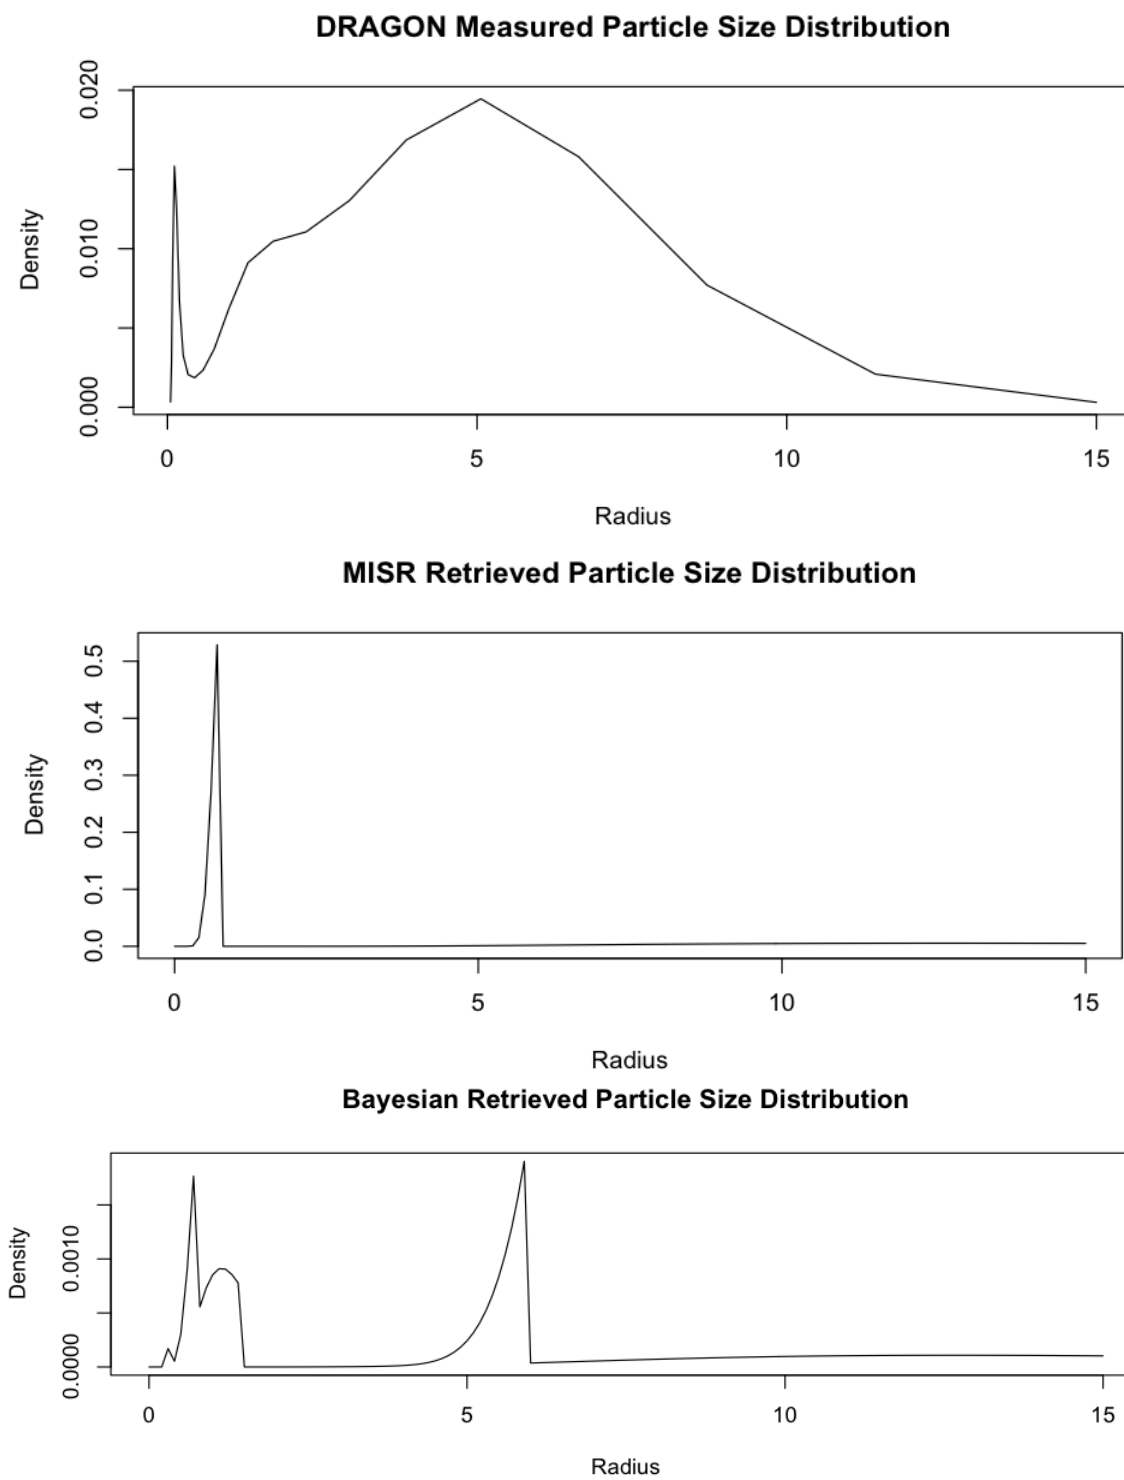 DRAGON Measured Particle Size Distribution
Density
0.020
0.010
0.000
0 5 10 15
Radius
MISR Retrieved Particle Size Distribution
Density
0.5
0.4
0.3
0.2
0.1
0.0
0 5 10 15
Radius
Bayesian Retrieved Particle Size Distribution
Density
0.0010
0.0000
0 5 10 15
Radius